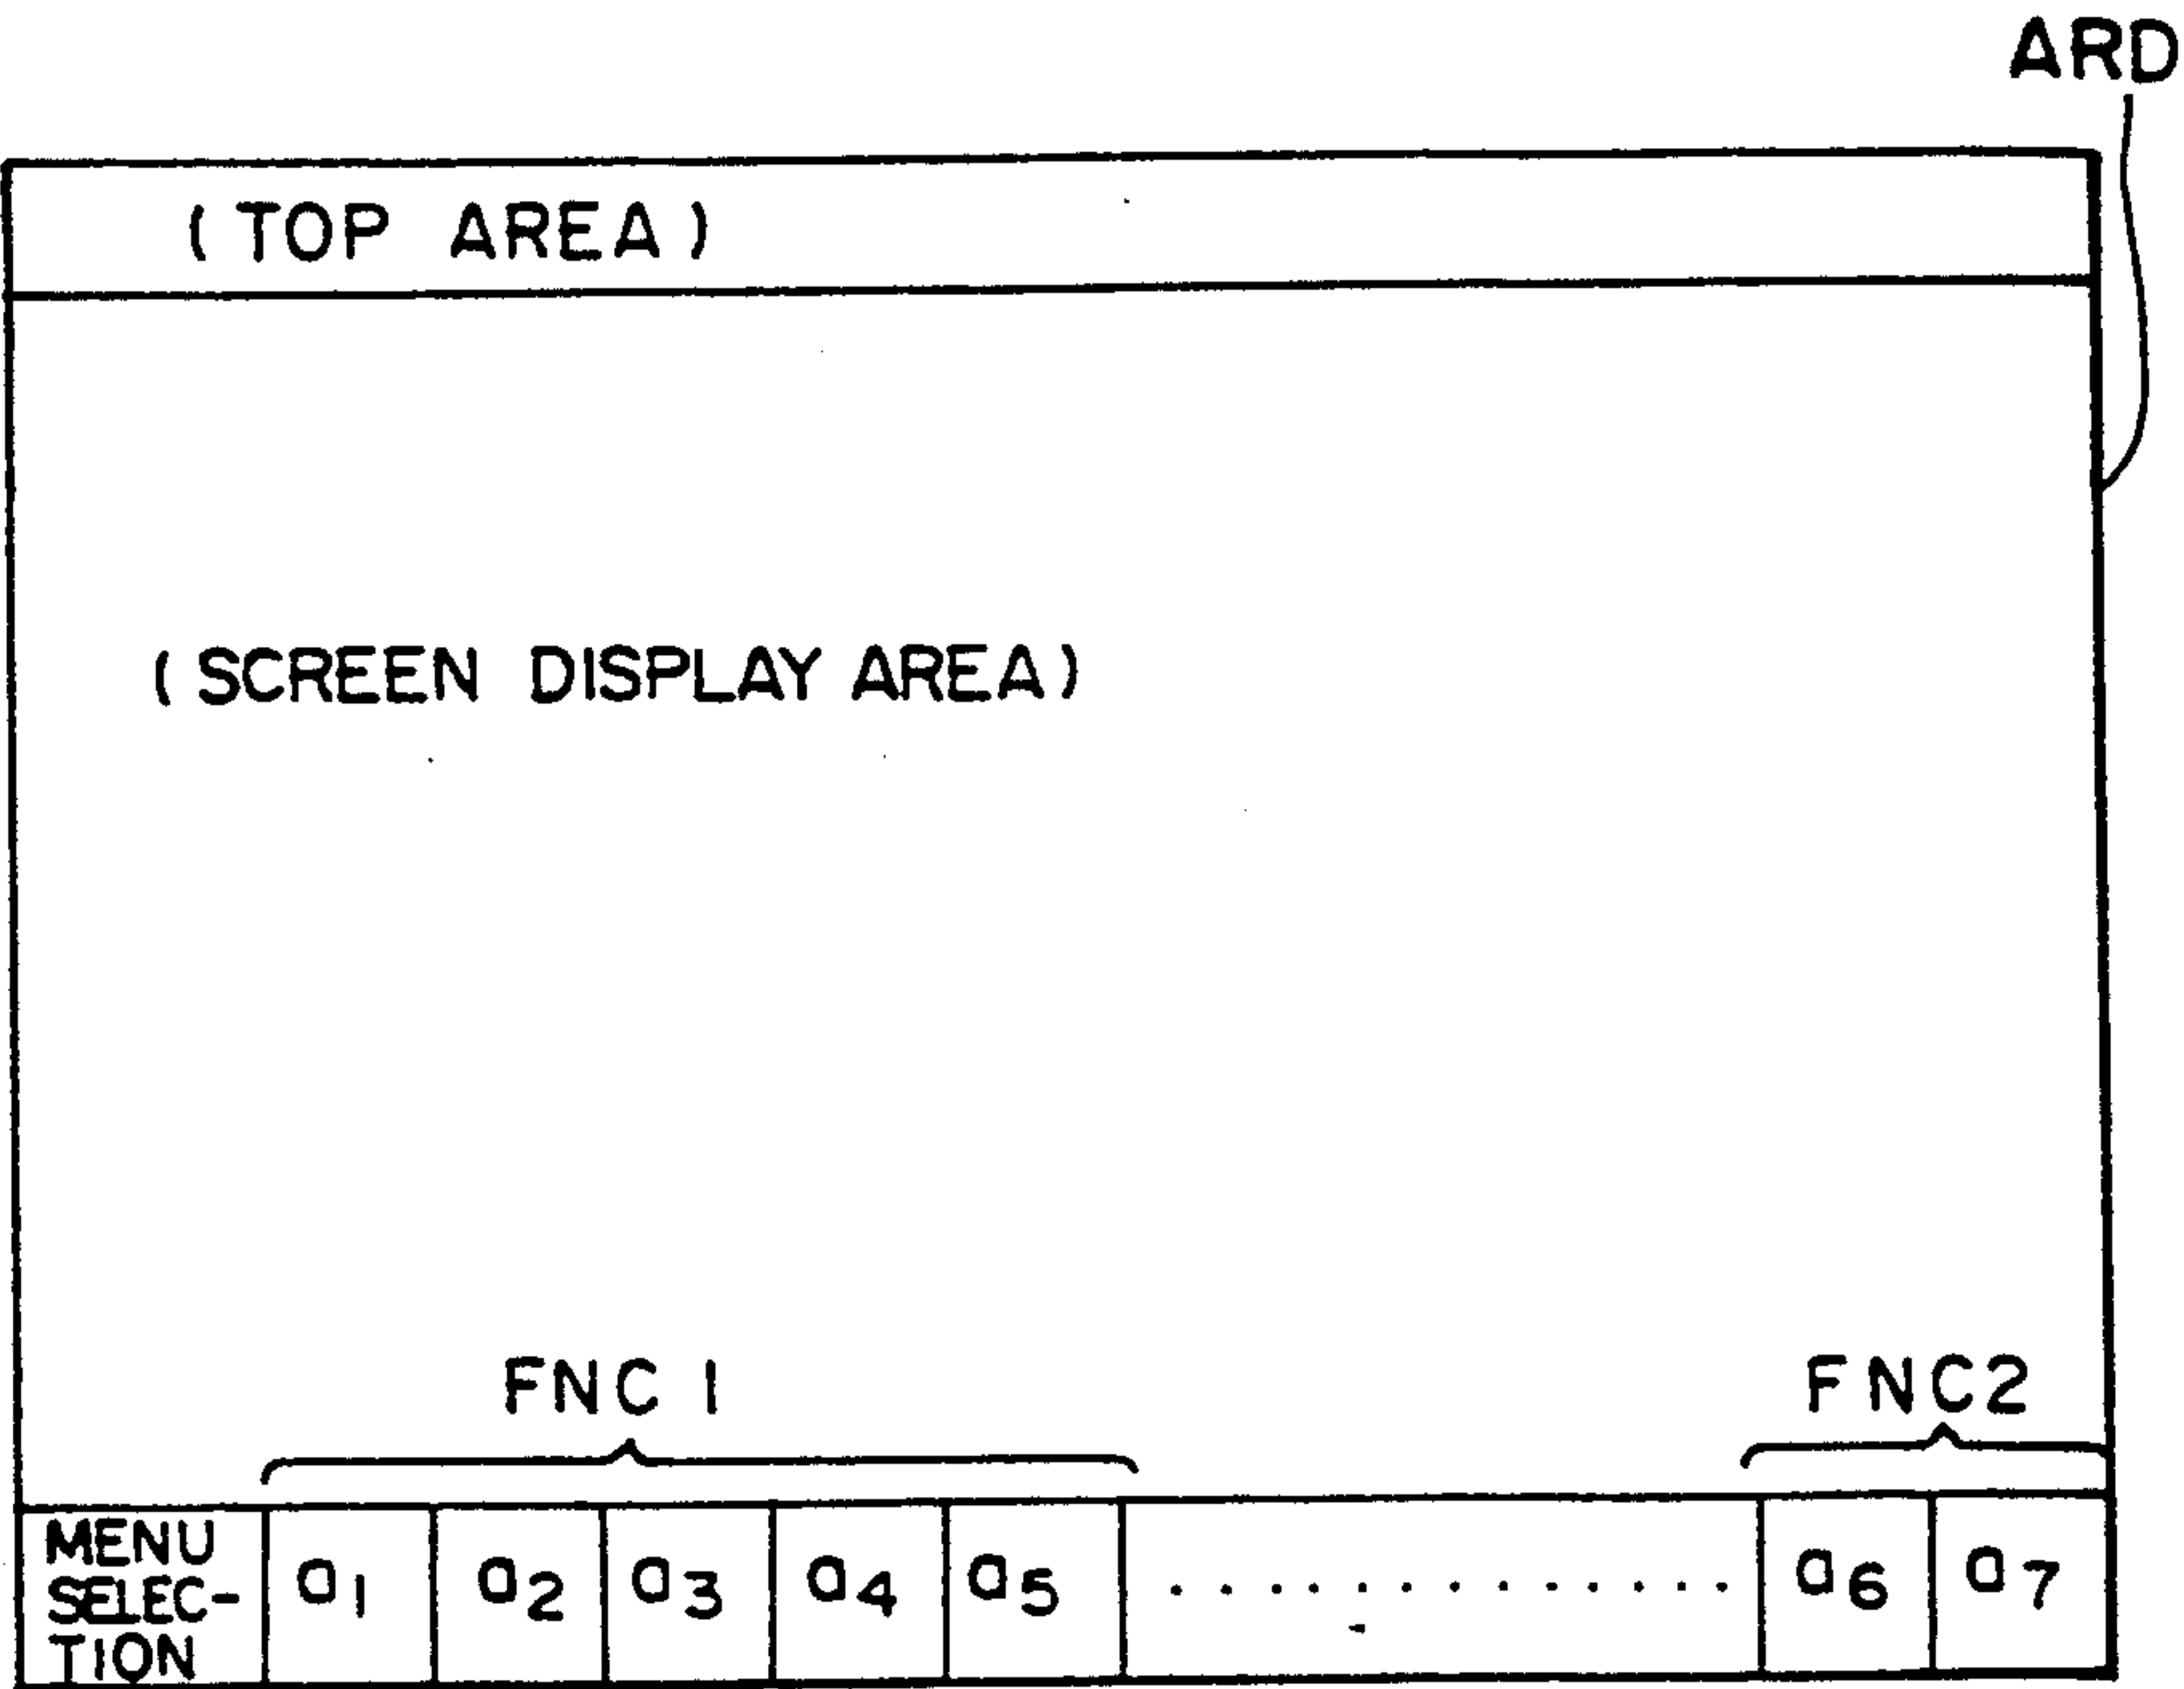 ARD
(TOP AREA)
(SCREEN DISPLAY AREA)
FNC 1 FNC2
MENU
SELEC-
TION
a1 a2 a3 a4 a5 .............. a6 a7